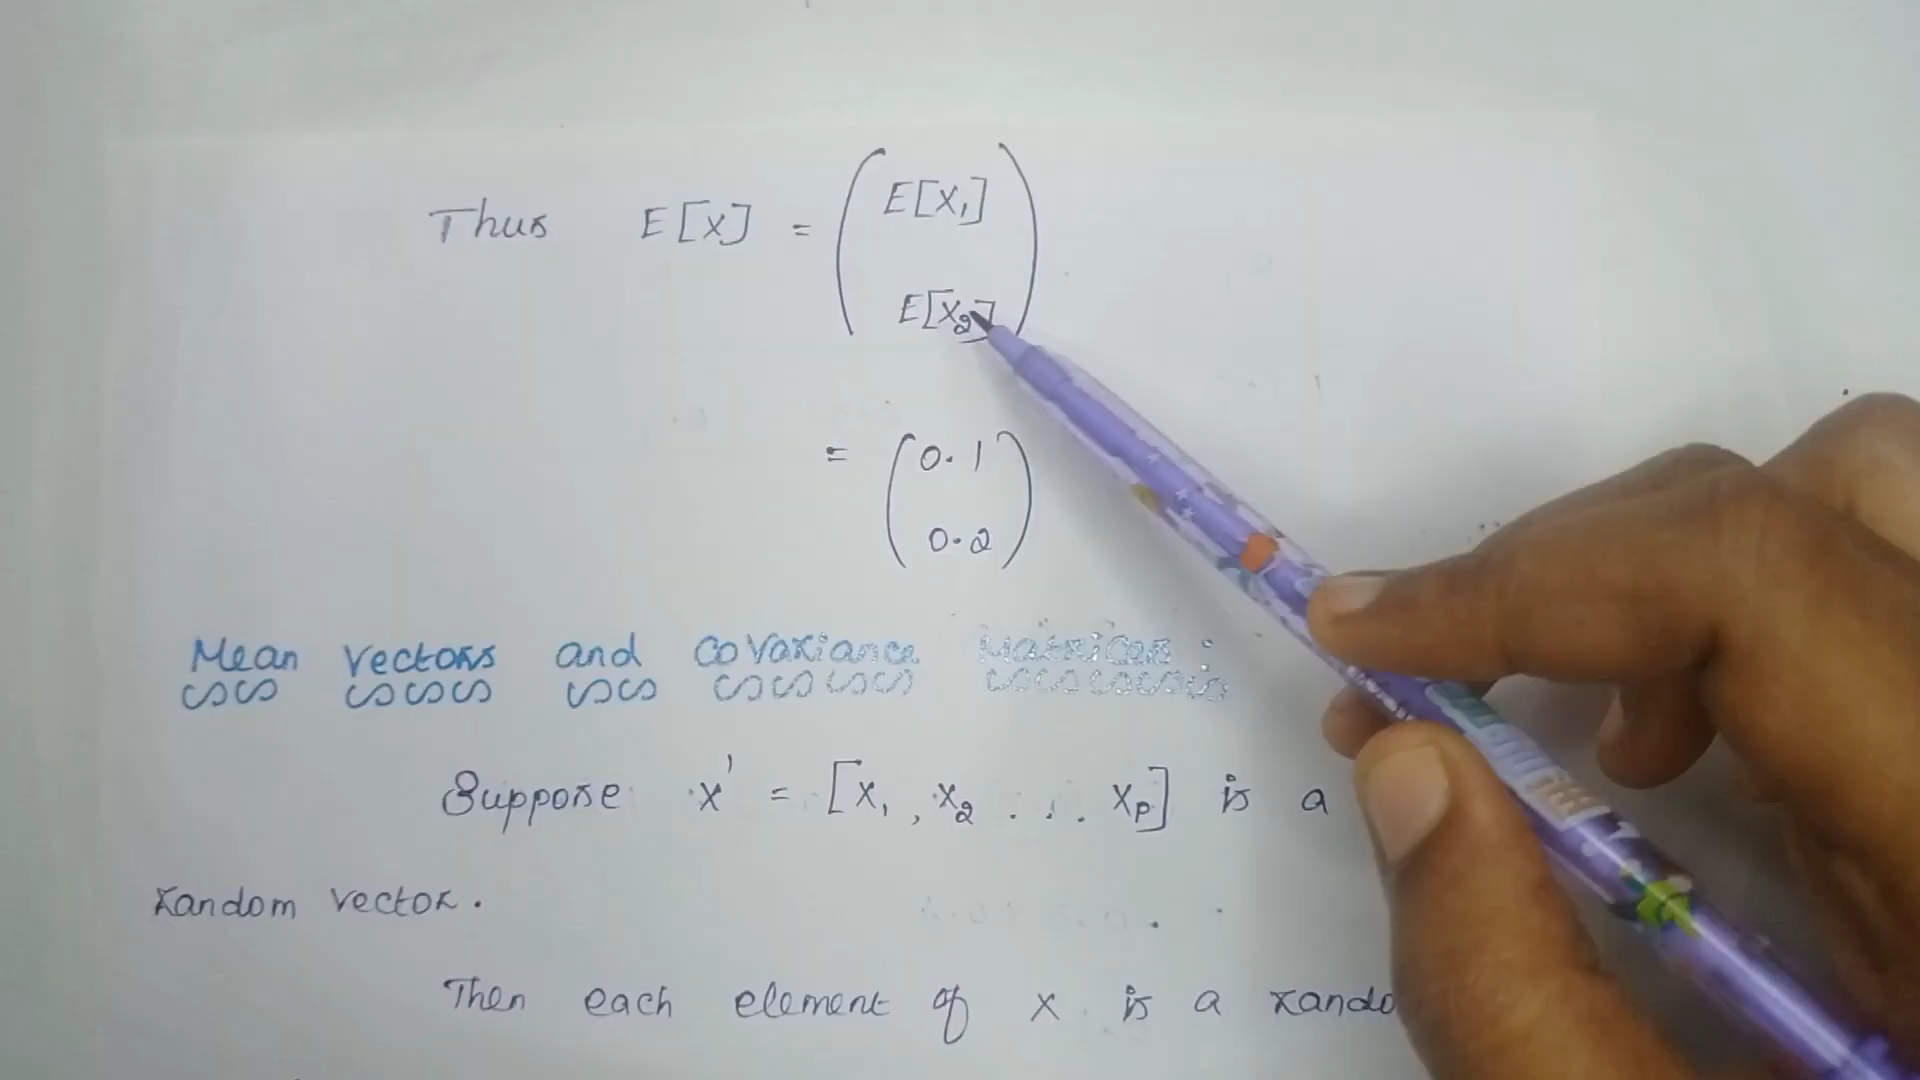 Thus E[X] = ( E[X₁]
E[X₂] )
= ( 0.1
0.2 )
Mean vectors and covariance Matrices :
Suppose X' = [X₁, X₂ ... Xₚ] is a
random vector.
Then each element of X is a